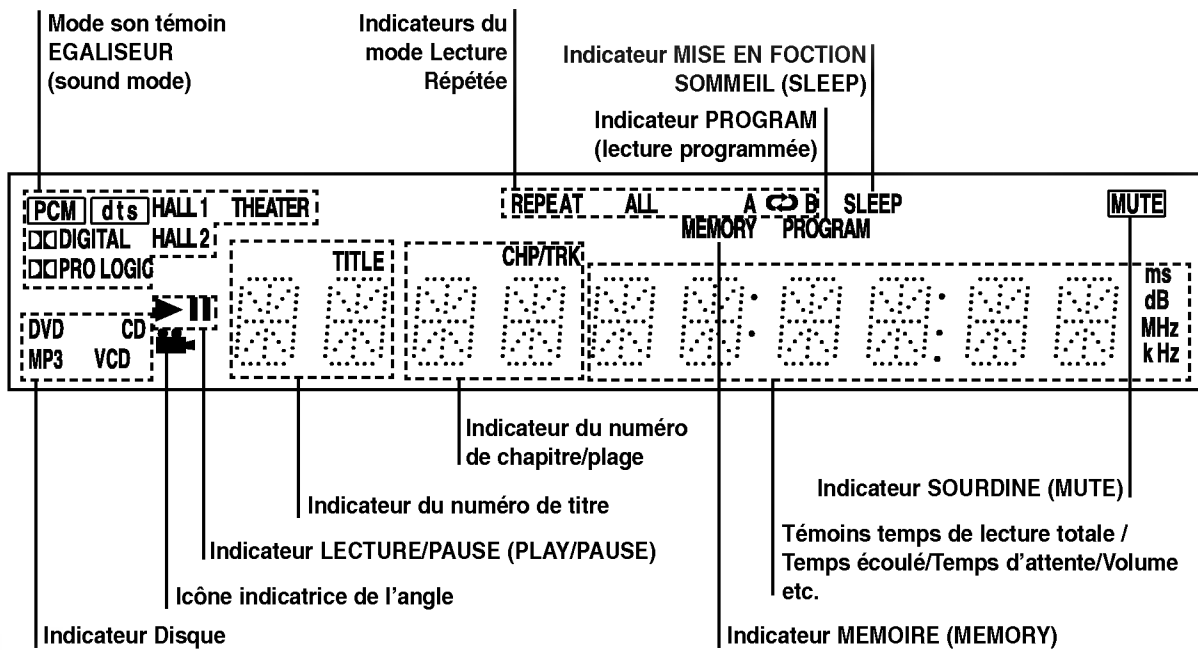 Mode son témoin
EGALISEUR
(sound mode)
Indicateurs du
mode Lecture
Répétée
Indicateur MISE EN FOCTION
SOMMEIL (SLEEP)
Indicateur PROGRAM
(lecture programmée)
PCM dts HALL 1 THEATER
REPEAT ALL A B SLEEP
MUTE
DIGITAL HALL 2
MEMORY PROGRAM
PRO LOGIC
TITLE
CHP/TRK
ms
dB
MHz
k Hz
DVD CD
MP3 VCD
Indicateur du numéro
de chapitre/plage
Indicateur du numéro de titre
Indicateur LECTURE/PAUSE (PLAY/PAUSE)
Icône indicatrice de l'angle
Indicateur Disque
Indicateur SOURDINE (MUTE)
Témoins temps de lecture totale /
Temps écoulé/Temps d'attente/Volume
etc.
Indicateur MEMOIRE (MEMORY)